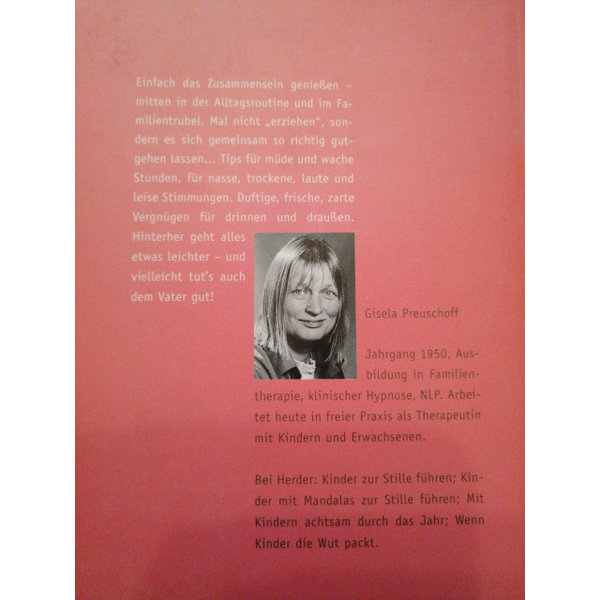 Einfach das Zusammensein genießen –
mitten in der Alltagsroutine und im Fa-
milientrubel. Mal nicht „erziehen“, son-
dern es sich gemeinsam so richtig gut-
gehen lassen... Tips für müde und wache
Stunden, für nasse, trockene, laute und
leise Stimmungen. Duftige, frische, zarte
Vergnügen für drinnen und draußen.
Hinterher geht alles
etwas leichter – und
vielleicht tut's auch
dem Vater gut!
Gisela Preuschoff
Jahrgang 1950, Aus-
bildung in Familien-
therapie, klinischer Hypnose, NLP. Arbei-
tet heute in freier Praxis als Therapeutin
mit Kindern und Erwachsenen.
Bei Herder: Kinder zur Stille führen; Kin-
der mit Mandalas zur Stille führen; Mit
Kindern achtsam durch das Jahr; Wenn
Kinder die Wut packt.